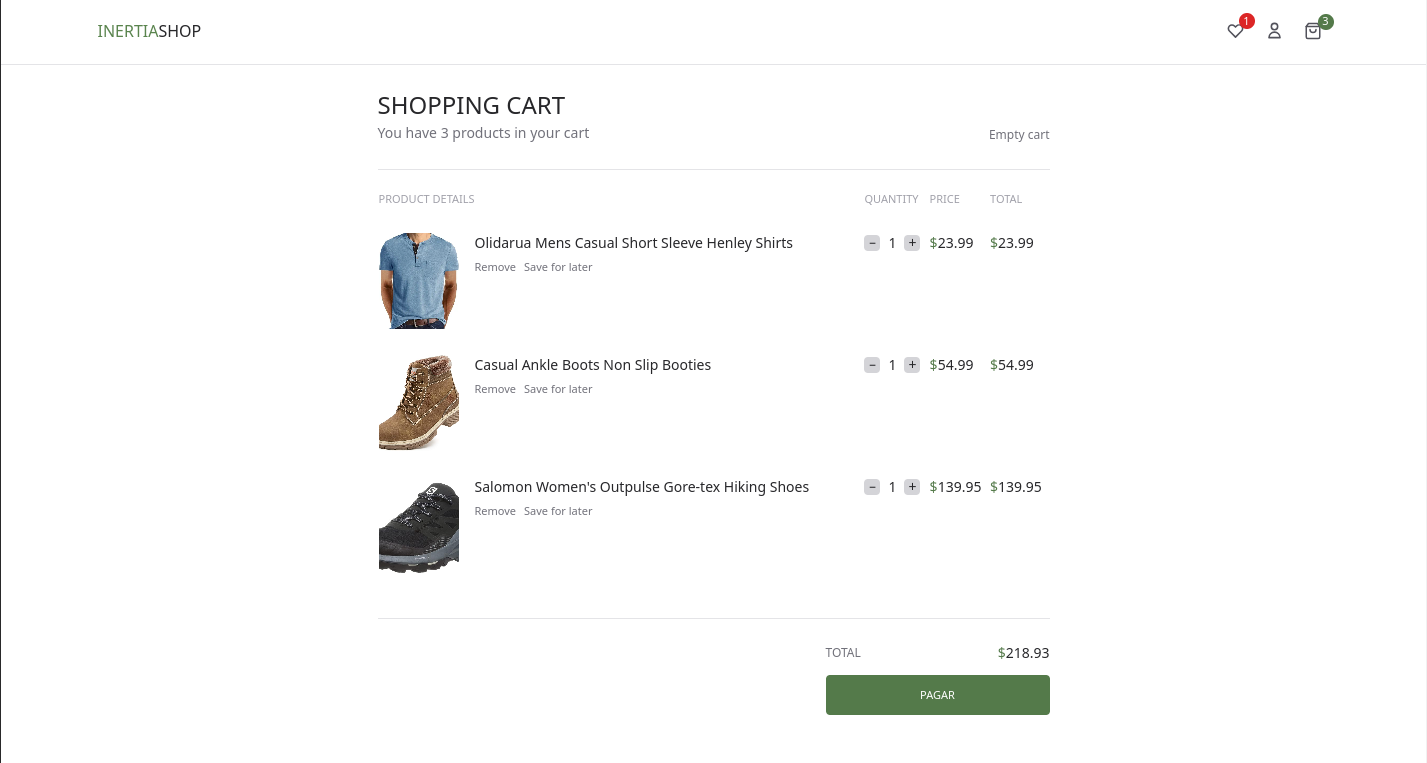 INERTIASHOP
1
3
SHOPPING CART
You have 3 products in your cart
Empty cart
PRODUCT DETAILS QUANTITY PRICE TOTAL
Olidarua Mens Casual Short Sleeve Henley Shirts − 1 + $23.99 $23.99
Remove Save for later
Casual Ankle Boots Non Slip Booties − 1 + $54.99 $54.99
Remove Save for later
Salomon Women's Outpulse Gore-tex Hiking Shoes − 1 + $139.95 $139.95
Remove Save for later
TOTAL $218.93
PAGAR